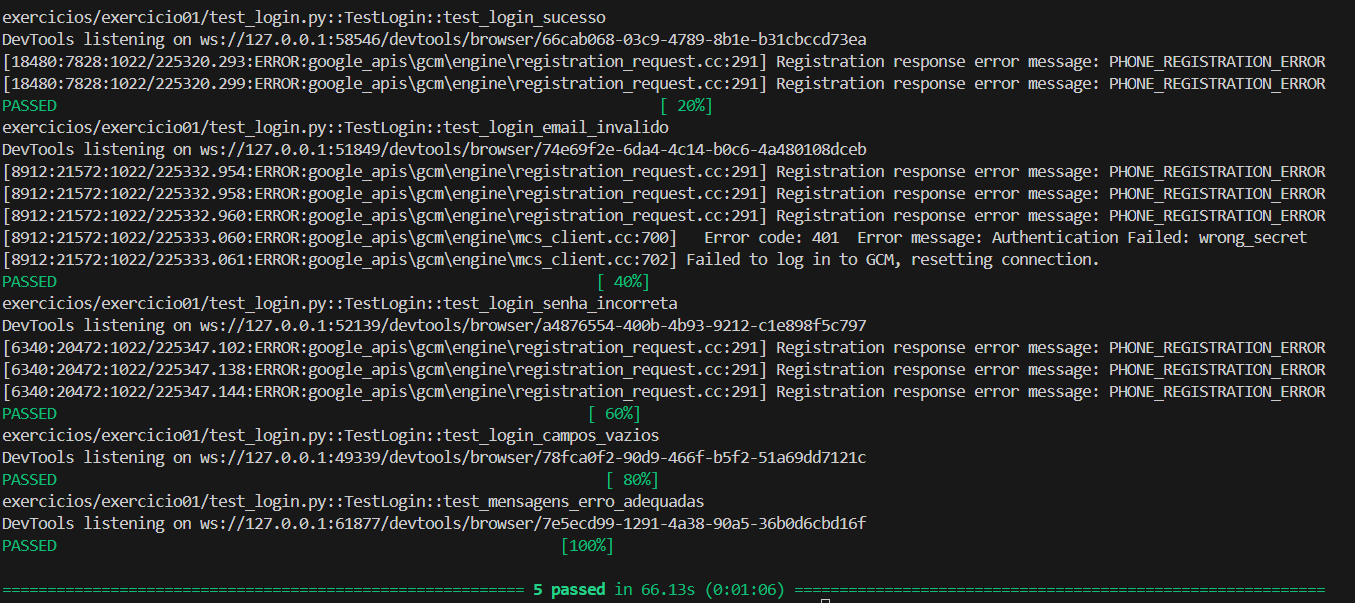 exercicios/exercicio01/test_login.py::TestLogin::test_login_sucesso
DevTools listening on ws://127.0.0.1:58546/devtools/browser/66cab068-03c9-4789-8b1e-b31cbccd73ea
[18480:7828:1022/225320.293:ERROR:google_apis\gcm\engine\registration_request.cc:291] Registration response error message: PHONE_REGISTRATION_ERROR
[18480:7828:1022/225320.299:ERROR:google_apis\gcm\engine\registration_request.cc:291] Registration response error message: PHONE_REGISTRATION_ERROR
PASSED [ 20%]
exercicios/exercicio01/test_login.py::TestLogin::test_login_email_invalido
DevTools listening on ws://127.0.0.1:51849/devtools/browser/74e69f2e-6da4-4c14-b0c6-4a480108dceb
[8912:21572:1022/225332.954:ERROR:google_apis\gcm\engine\registration_request.cc:291] Registration response error message: PHONE_REGISTRATION_ERROR
[8912:21572:1022/225332.958:ERROR:google_apis\gcm\engine\registration_request.cc:291] Registration response error message: PHONE_REGISTRATION_ERROR
[8912:21572:1022/225332.960:ERROR:google_apis\gcm\engine\registration_request.cc:291] Registration response error message: PHONE_REGISTRATION_ERROR
[8912:21572:1022/225333.060:ERROR:google_apis\gcm\engine\mcs_client.cc:700]   Error code: 401  Error message: Authentication Failed: wrong_secret
[8912:21572:1022/225333.061:ERROR:google_apis\gcm\engine\mcs_client.cc:702] Failed to log in to GCM, resetting connection.
PASSED [ 40%]
exercicios/exercicio01/test_login.py::TestLogin::test_login_senha_incorreta
DevTools listening on ws://127.0.0.1:52139/devtools/browser/a4876554-400b-4b93-9212-c1e898f5c797
[6340:20472:1022/225347.102:ERROR:google_apis\gcm\engine\registration_request.cc:291] Registration response error message: PHONE_REGISTRATION_ERROR
[6340:20472:1022/225347.138:ERROR:google_apis\gcm\engine\registration_request.cc:291] Registration response error message: PHONE_REGISTRATION_ERROR
[6340:20472:1022/225347.144:ERROR:google_apis\gcm\engine\registration_request.cc:291] Registration response error message: PHONE_REGISTRATION_ERROR
PASSED [ 60%]
exercicios/exercicio01/test_login.py::TestLogin::test_login_campos_vazios
DevTools listening on ws://127.0.0.1:49339/devtools/browser/78fca0f2-90d9-466f-b5f2-51a69dd7121c
PASSED [ 80%]
exercicios/exercicio01/test_login.py::TestLogin::test_mensagens_erro_adequadas
DevTools listening on ws://127.0.0.1:61877/devtools/browser/7e5ecd99-1291-4a38-90a5-36b0d6cbd16f
PASSED [100%]
========================================================== 5 passed in 66.13s (0:01:06) ===========================================================